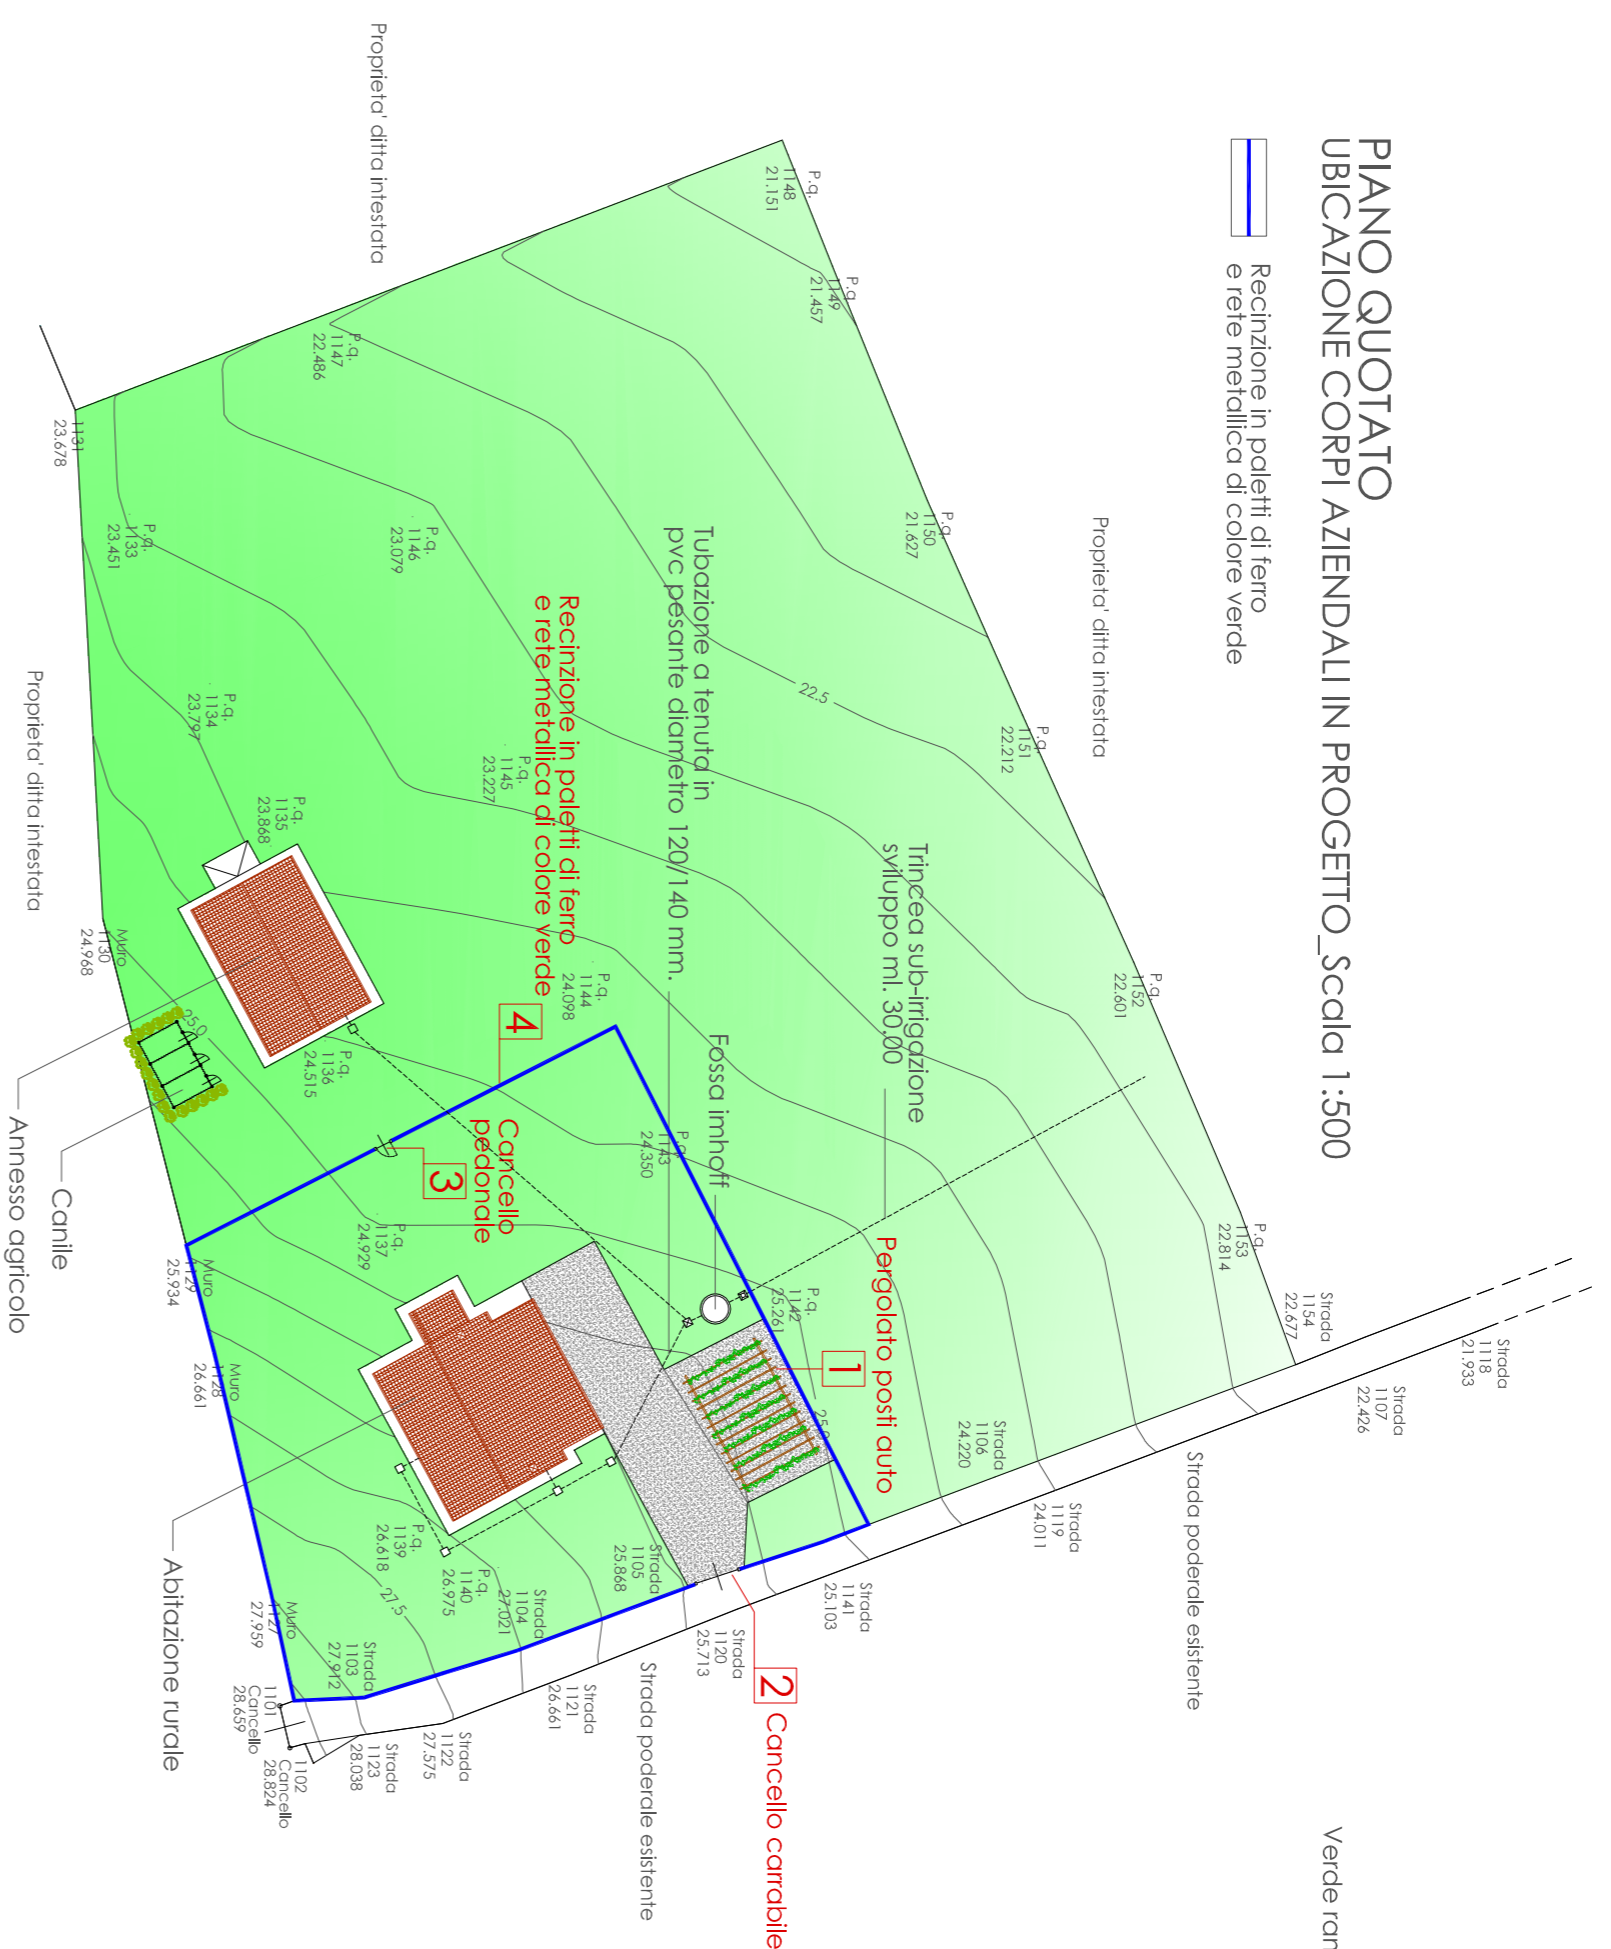 PIANO QUOTATO
UBICAZIONE CORPI AZIENDALI IN PROGETTO_Scala 1:500
Recinzione in paletti di ferro
e rete metallica di colore verde
Verde ran
Proprieta' ditta intestata
Proprieta' ditta intestata
Proprieta' ditta intestata
P.q.
1148
21.151
P.q.
1149
21.457
P.q.
1147
22.486
1131
23.678
P.q.
1133
23.451
P.q.
1146
23.079
P.q.
1150
21.627
P.q.
1151
22.212
22.5
P.q.
1134
23.797
P.q.
1135
23.868
P.q.
1145
23.227
P.q.
1152
22.601
P.q.
1153
22.814
Strada
1154
22.677
Strada
1118
21.933
Strada
1107
22.426
Tubazione a tenuta in
pvc pesante diametro 120/140 mm.
Recinzione in paletti di ferro
e rete metallica di colore verde
4
Trincea sub-irrigazione
sviluppo ml. 30,00
Fossa imhoff
P.q.
1144
24.098
Muro
1130
24.968
25.0
P.q.
1136
24.515
Cancello
pedonale
3
P.q.
1143
24.350
P.q.
1137
24.929
P.q.
1142
25.261
Pergolato posti auto
1
25.0
Strada
1106
24.220
Strada
1119
24.011
Strada poderale esistente
Muro
1129
25.934
Muro
1128
26.661
Annesso agricolo
Canile
Abitazione rurale
P.q.
1139
26.618
P.q.
1140
26.975
27.5
Strada
1104
27.021
Strada
1105
25.868
Strada
1141
25.103
Strada
1120
25.713
2 Cancello carrabile
Muro
1127
27.959
Strada
1103
27.912
Strada
1121
26.661
Strada poderale esistente
Strada
1122
27.575
Strada
1123
28.038
1101
Cancello
28.659
1102
Cancello
28.824